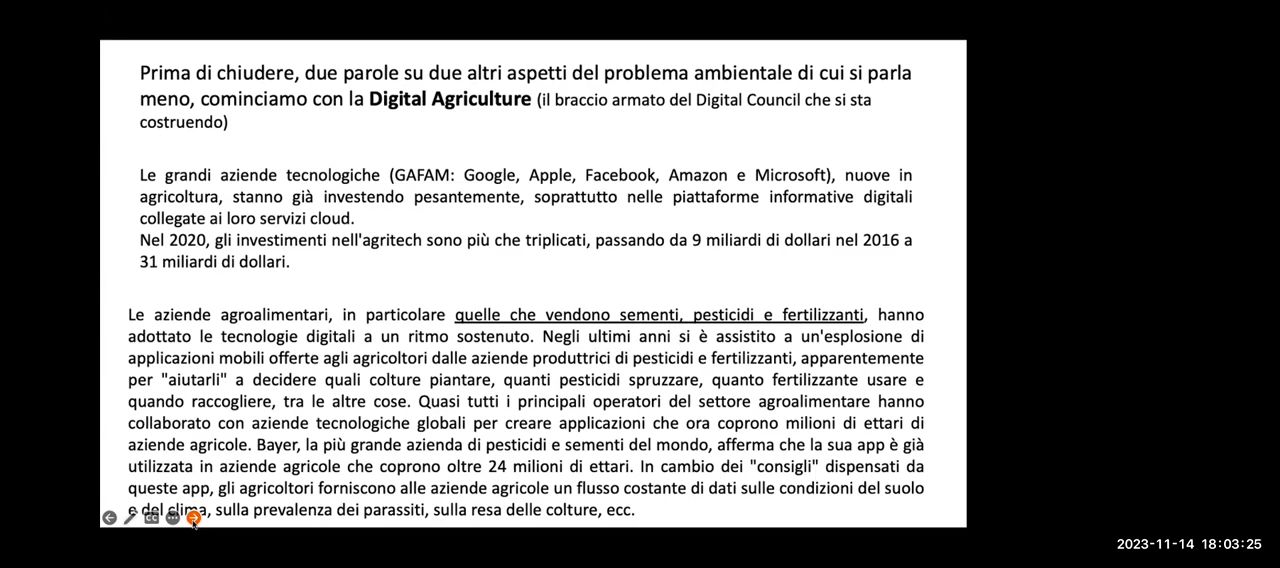 Prima di chiudere, due parole su due altri aspetti del problema ambientale di cui si parla
meno, cominciamo con la Digital Agriculture (il braccio armato del Digital Council che si sta
costruendo)
Le grandi aziende tecnologiche (GAFAM: Google, Apple, Facebook, Amazon e Microsoft), nuove in
agricoltura, stanno già investendo pesantemente, soprattutto nelle piattaforme informative digitali
collegate ai loro servizi cloud.
Nel 2020, gli investimenti nell'agritech sono più che triplicati, passando da 9 miliardi di dollari nel 2016 a
31 miliardi di dollari.
Le aziende agroalimentari, in particolare quelle che vendono sementi, pesticidi e fertilizzanti, hanno
adottato le tecnologie digitali a un ritmo sostenuto. Negli ultimi anni si è assistito a un'esplosione di
applicazioni mobili offerte agli agricoltori dalle aziende produttrici di pesticidi e fertilizzanti, apparentemente
per "aiutarli" a decidere quali colture piantare, quanti pesticidi spruzzare, quanto fertilizzante usare e
quando raccogliere, tra le altre cose. Quasi tutti i principali operatori del settore agroalimentare hanno
collaborato con aziende tecnologiche globali per creare applicazioni che ora coprono milioni di ettari di
aziende agricole. Bayer, la più grande azienda di pesticidi e sementi del mondo, afferma che la sua app è già
utilizzata in aziende agricole che coprono oltre 24 milioni di ettari. In cambio dei "consigli" dispensati da
queste app, gli agricoltori forniscono alle aziende agricole un flusso costante di dati sulle condizioni del suolo
e del clima, sulla prevalenza dei parassiti, sulla resa delle colture, ecc.
2023-11-14 18:03:25